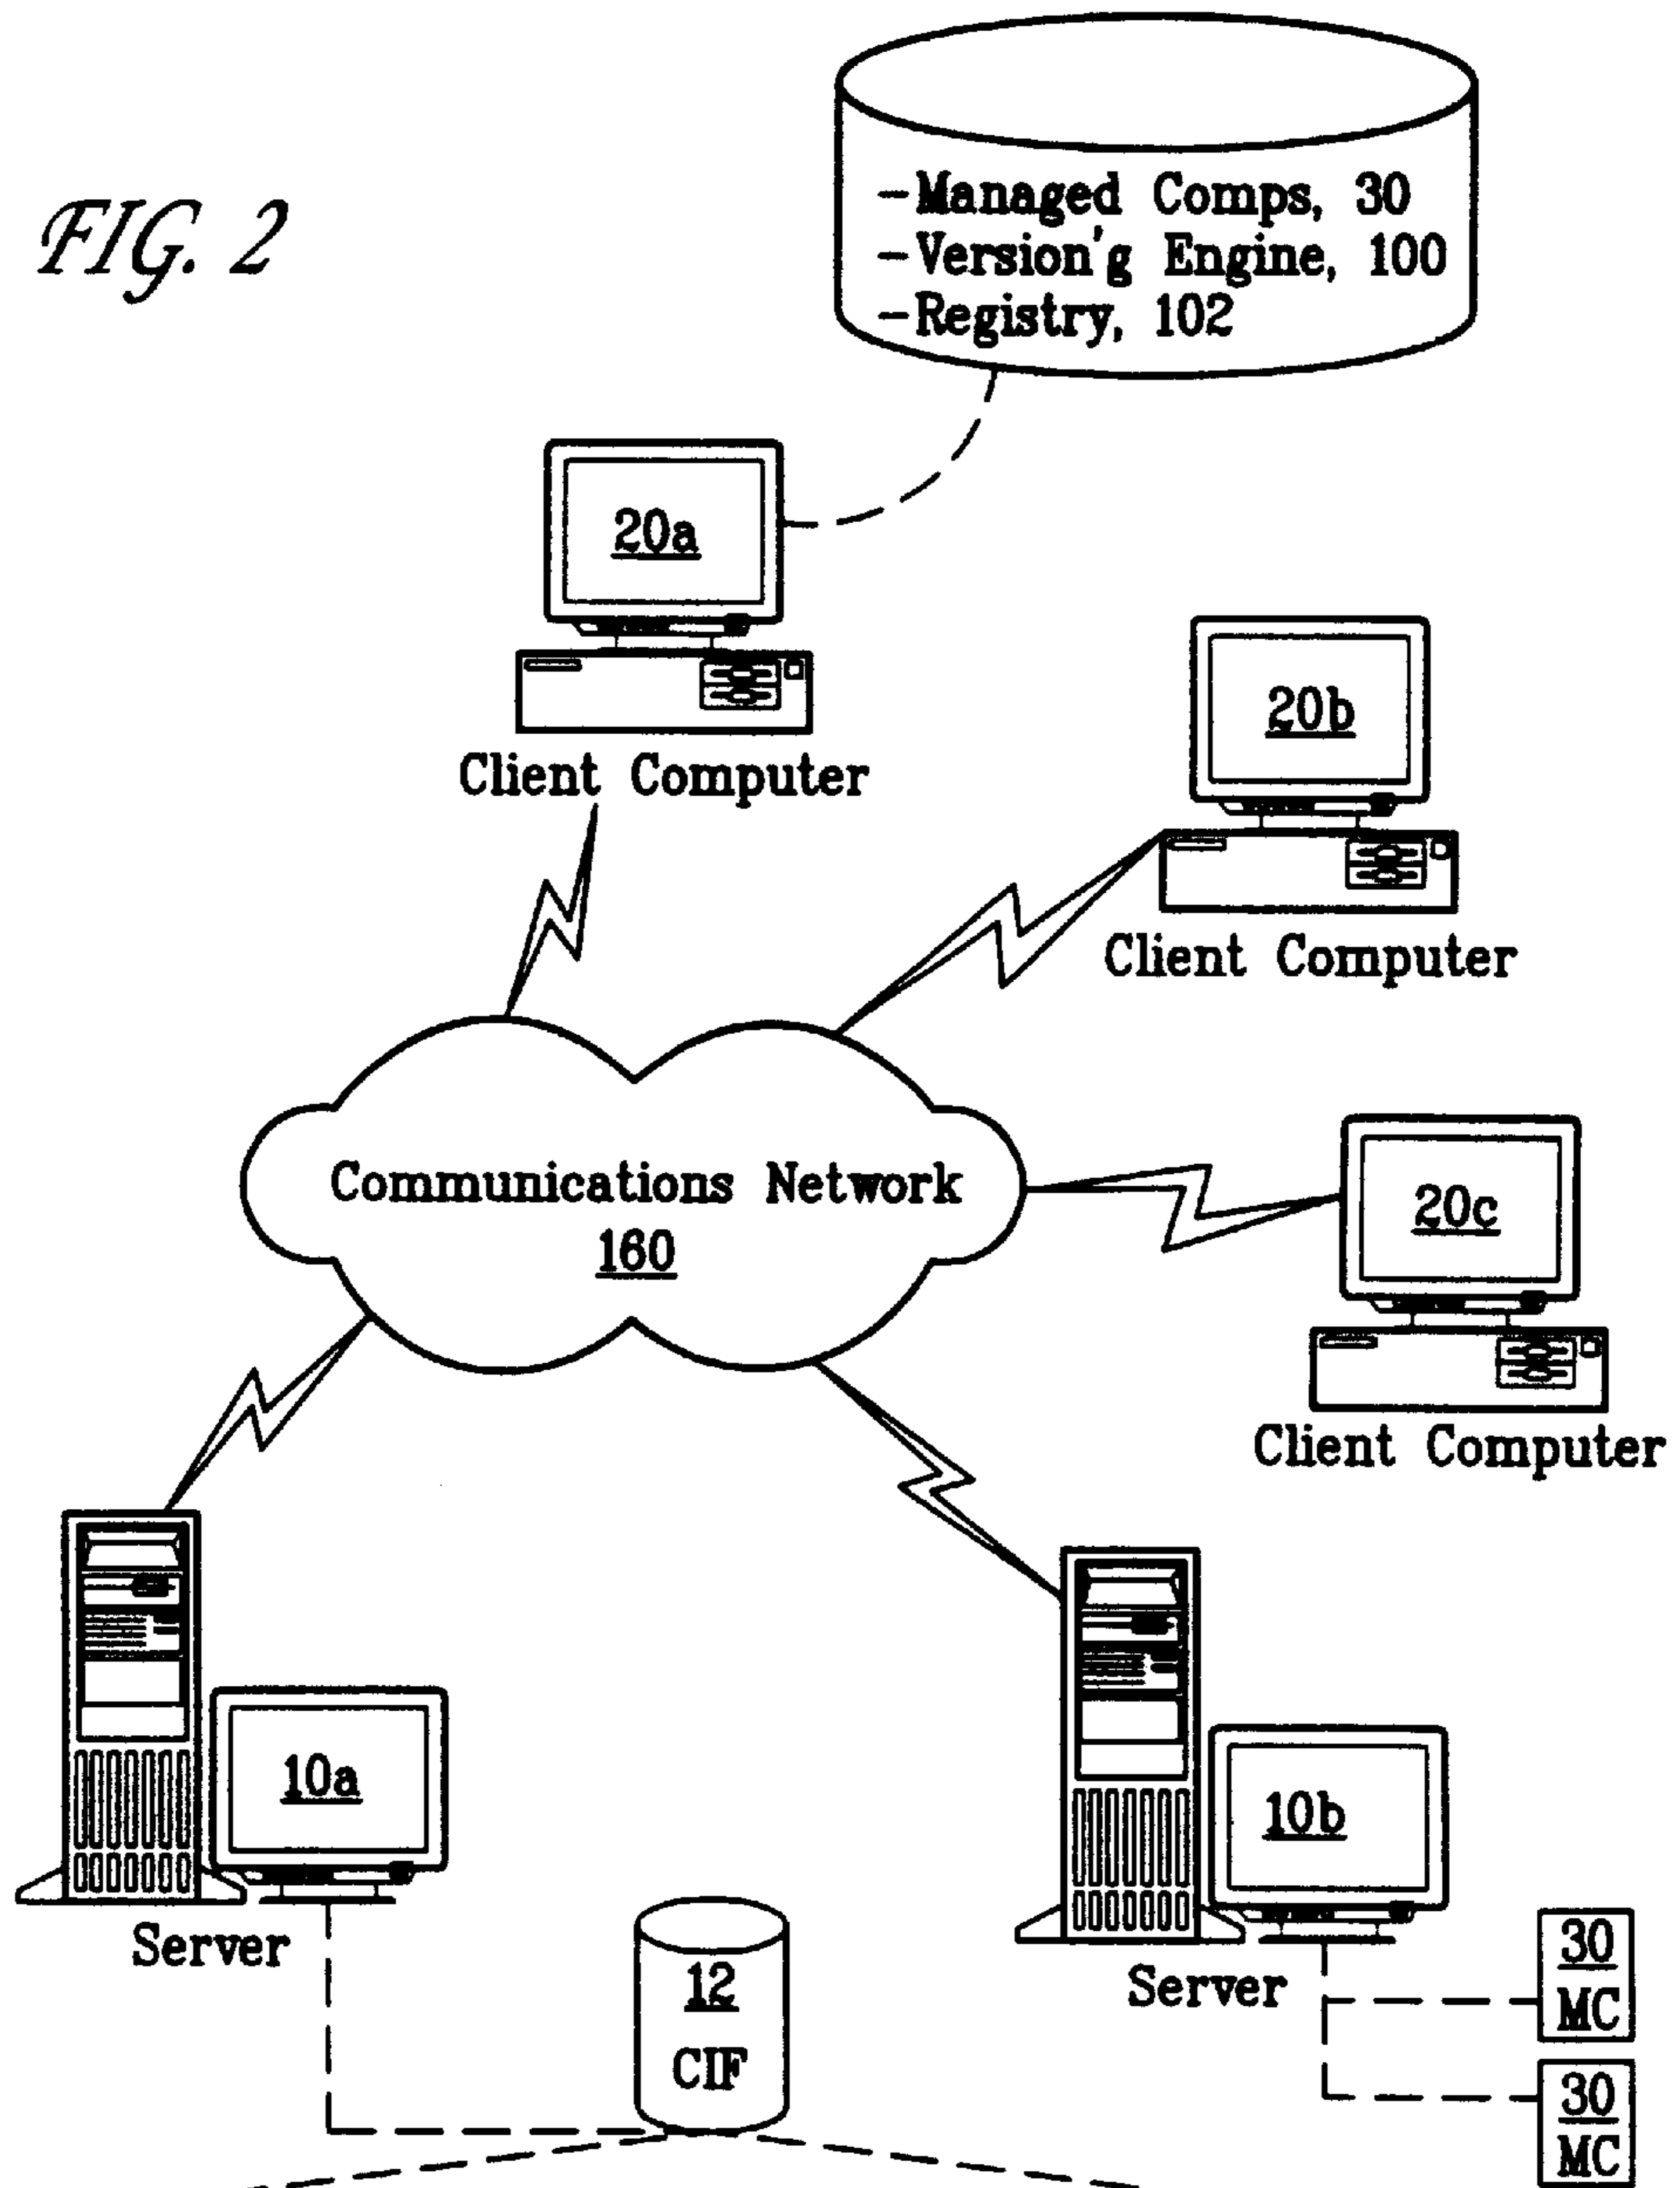 FIG. 2
-Managed Comps, 30
-Version'g Engine, 100
-Registry, 102
20a
Client Computer
20b
Client Computer
Communications Network
160
20c
Client Computer
10a
Server
10b
Server
12
CIF
30
MC
30
MC